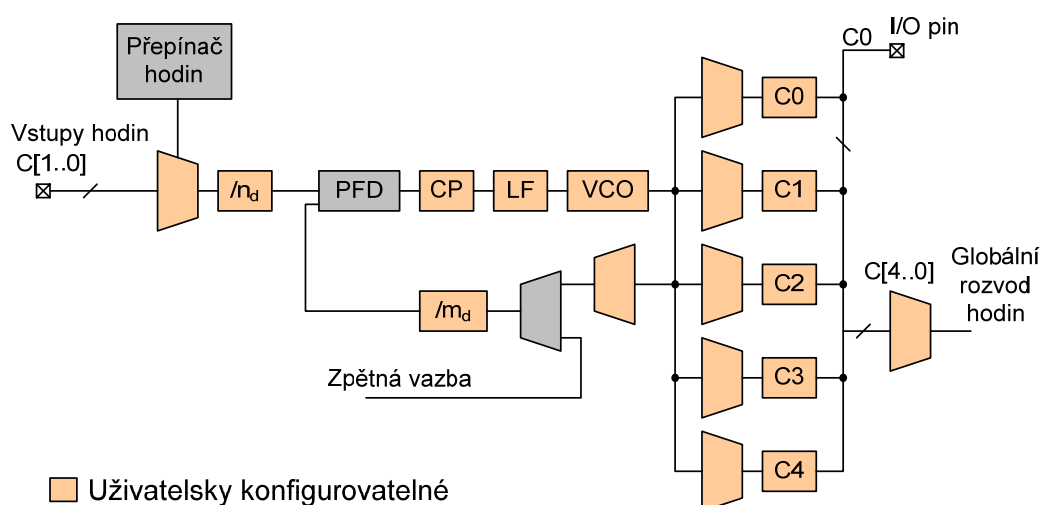 Přepínač
hodin
C0
I/O pin
Vstupy hodin
C[1..0]
/nd
PFD
CP
LF
VCO
C0
C1
C2
C3
C4
/md
Zpětná vazba
C[4..0]
Globální
rozvod
hodin
Uživatelsky konfigurovatelné